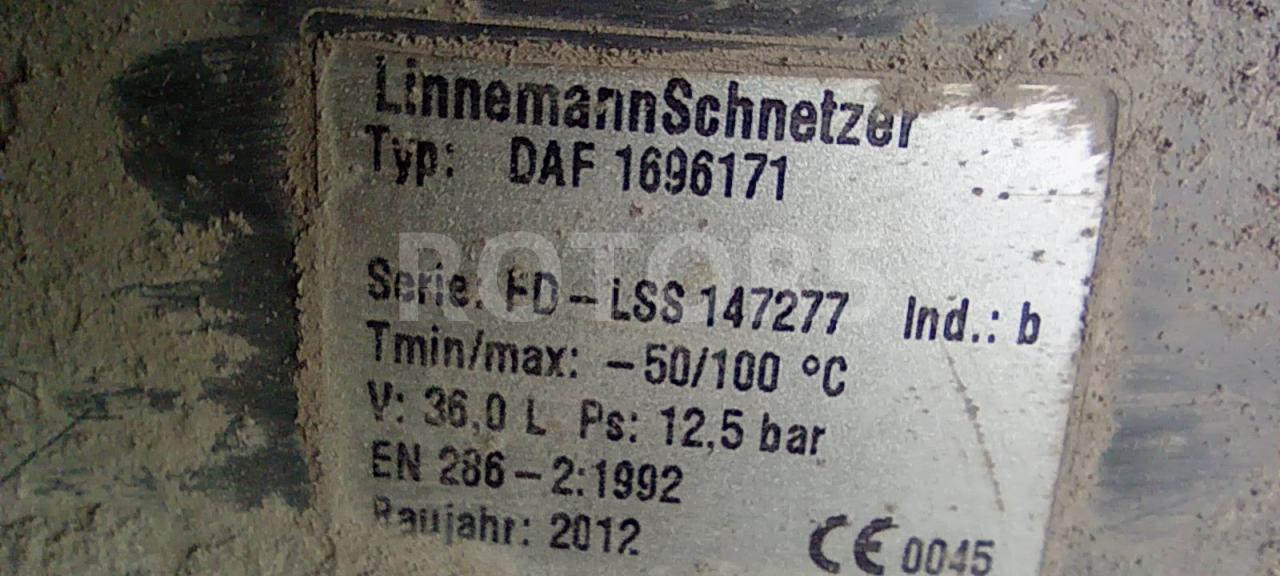 LinnemannSchnetzer
Typ: DAF 1696171
ROTOR5
Serie: FD-LSS 147277 Ind.: b
Tmin/max: -50/100 °C
V: 36,0 L Ps: 12,5 bar
EN 286-2:1992
Baujahr: 2012
CE 0045